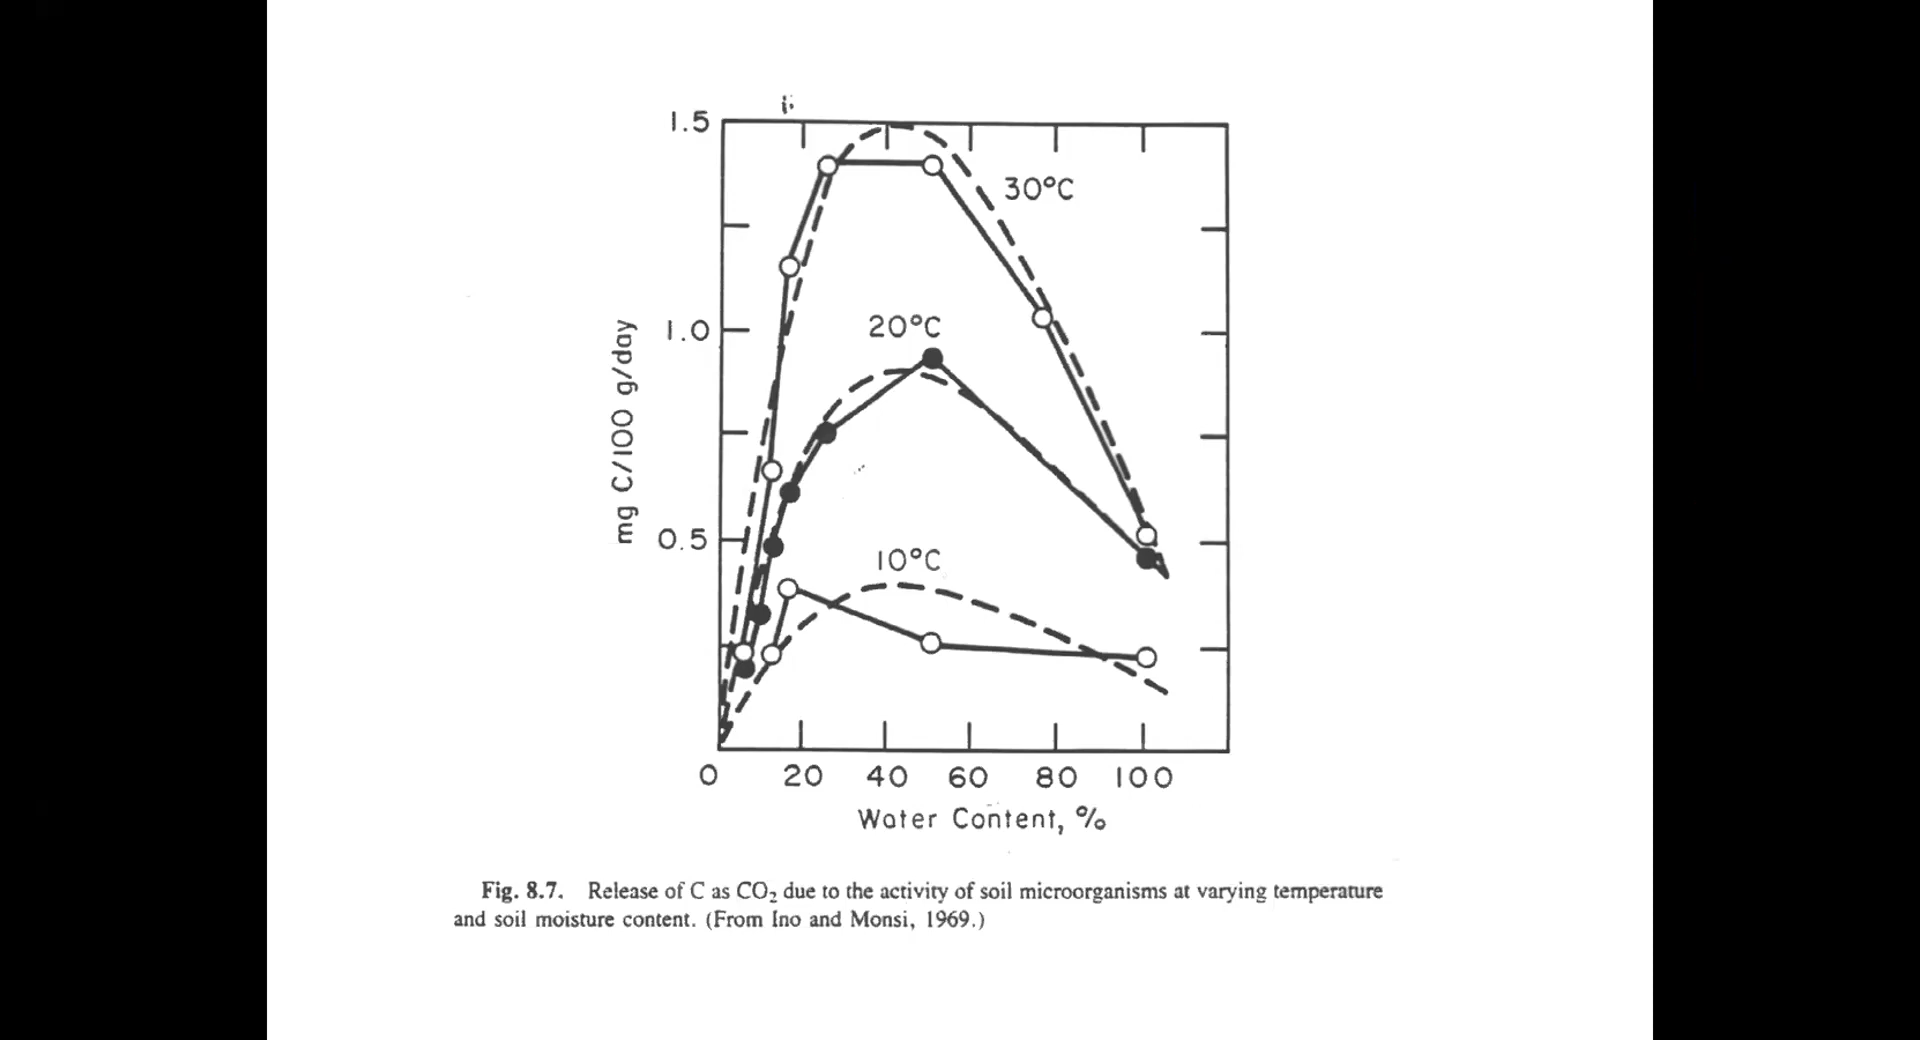 1.5
30°C
20°C
1.0
mg C/100 g/day
0.5
10°C
0 20 40 60 80 100
Water Content, %
Fig. 8.7. Release of C as CO₂ due to the activity of soil microorganisms at varying temperature
and soil moisture content. (From Ino and Monsi, 1969.)